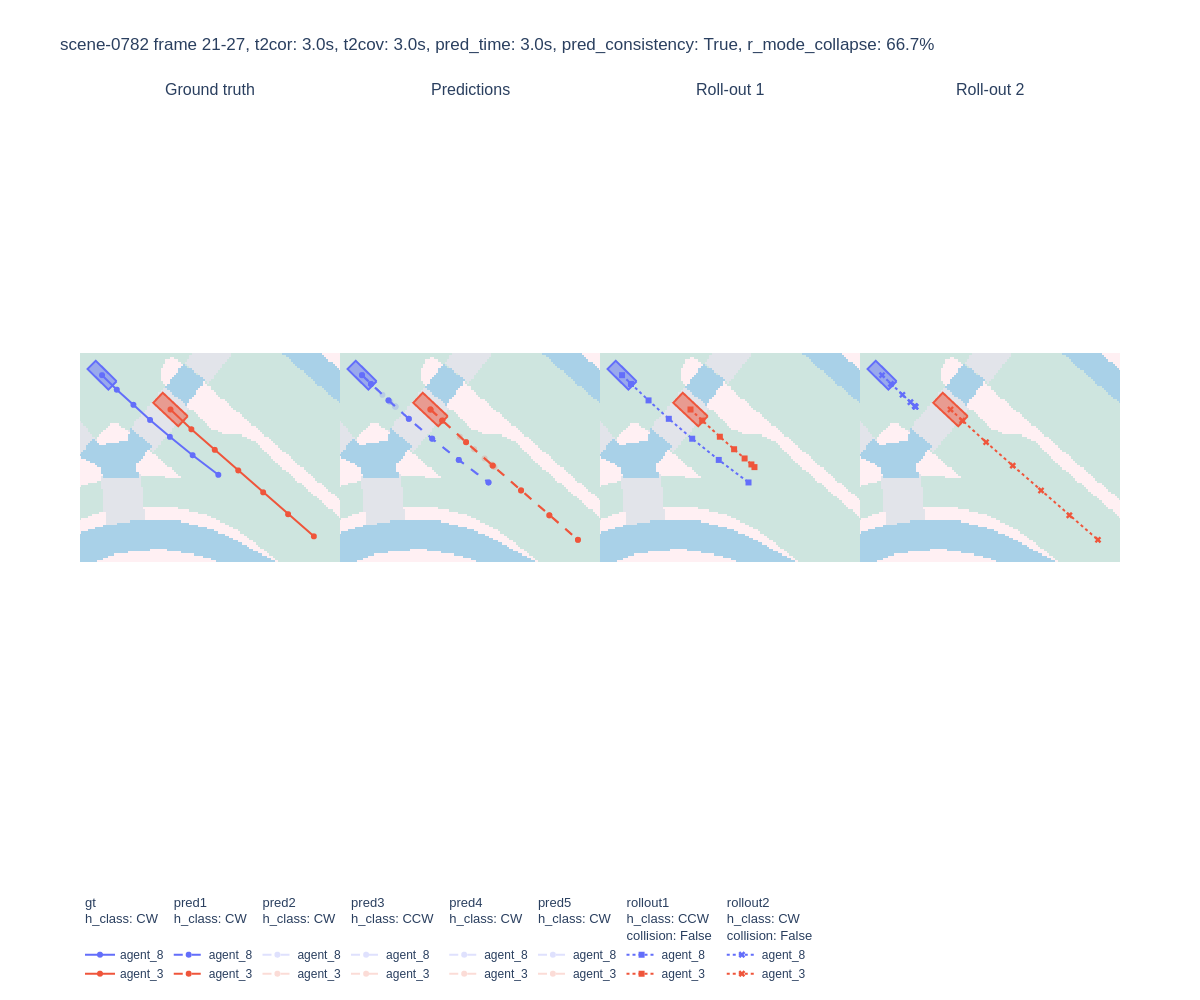 scene-0782 frame 21-27, t2cor: 3.0s, t2cov: 3.0s, pred_time: 3.0s, pred_consistency: True, r_mode_collapse: 66.7%
Ground truth Predictions Roll-out 1 Roll-out 2
gt pred1 pred2 pred3 pred4 pred5 rollout1 rollout2
h_class: CW h_class: CW h_class: CW h_class: CCW h_class: CW h_class: CW h_class: CCW h_class: CW
collision: False collision: False
agent_8 agent_8 agent_8 agent_8 agent_8 agent_8 agent_8 agent_8
agent_3 agent_3 agent_3 agent_3 agent_3 agent_3 agent_3 agent_3